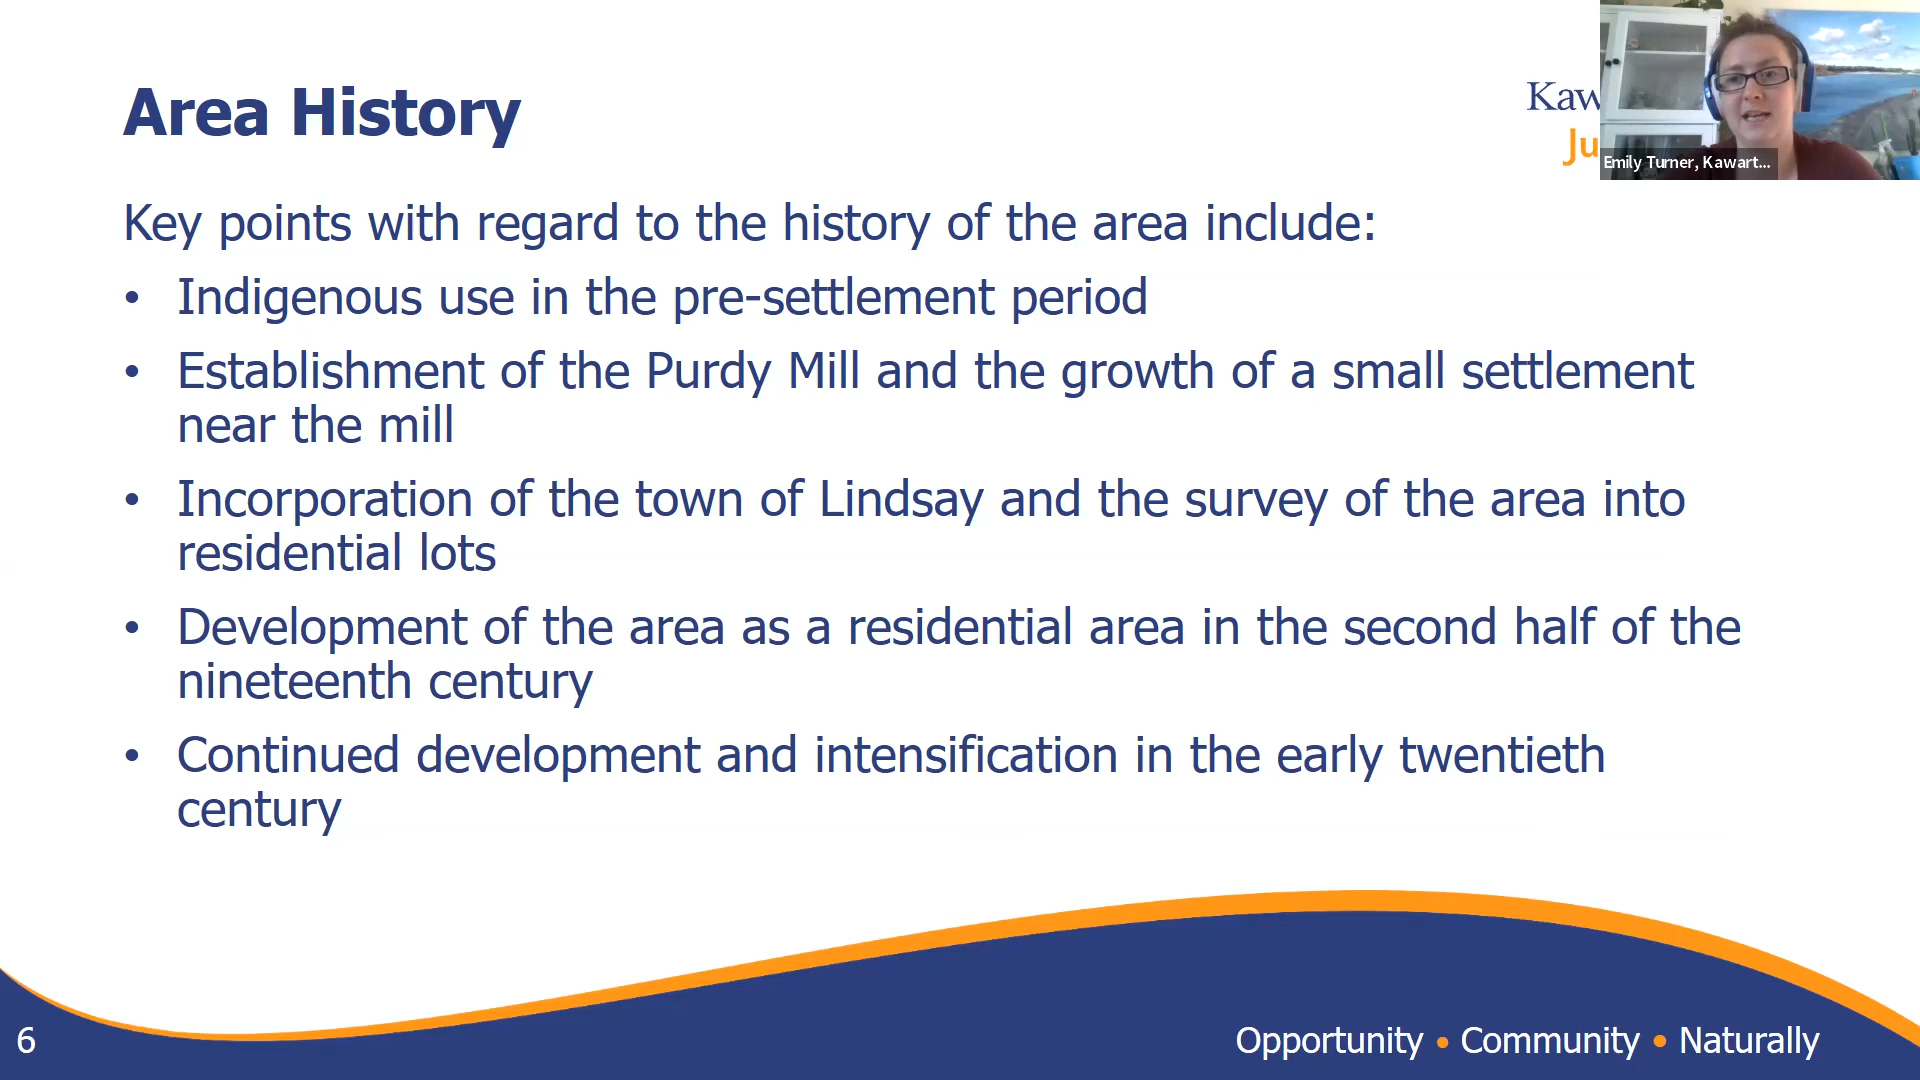 Area History
Kaw
Ju
Emily Turner, Kawart...
Key points with regard to the history of the area include:
• Indigenous use in the pre-settlement period
• Establishment of the Purdy Mill and the growth of a small settlement
near the mill
• Incorporation of the town of Lindsay and the survey of the area into
residential lots
• Development of the area as a residential area in the second half of the
nineteenth century
• Continued development and intensification in the early twentieth
century
6
Opportunity • Community • Naturally